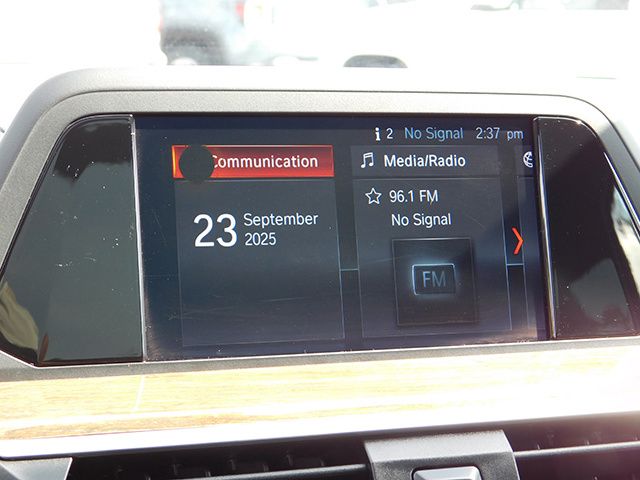 i 2 No Signal 2:37 pm
Communication
Media/Radio
23 September
2025
96.1 FM
No Signal
FM